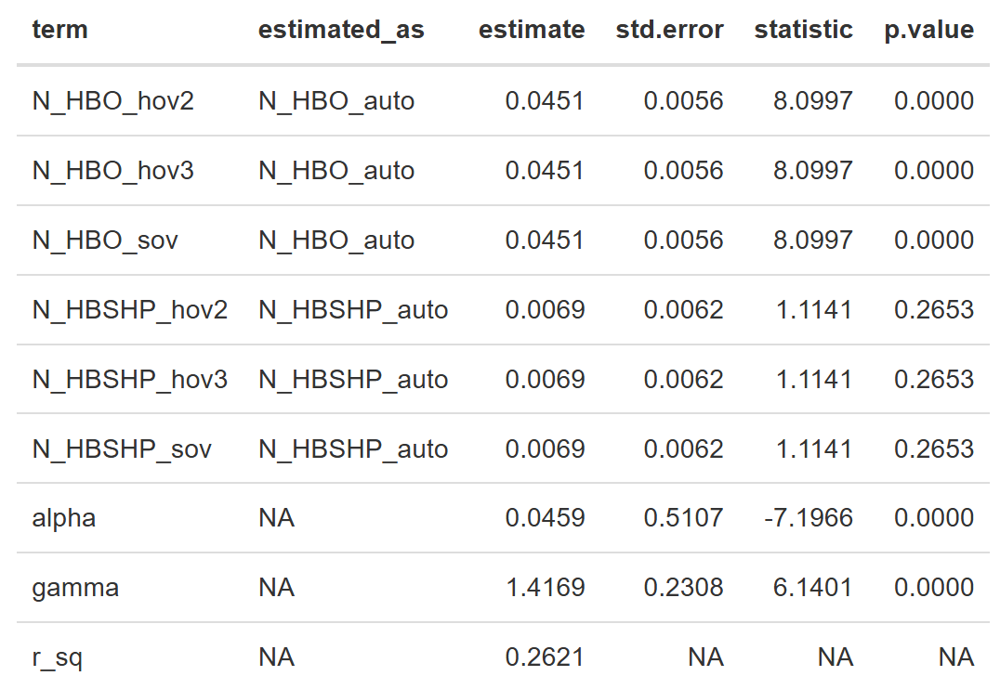 term estimated_as estimate std.error statistic p.value
N_HBO_hov2 N_HBO_auto 0.0451 0.0056 8.0997 0.0000
N_HBO_hov3 N_HBO_auto 0.0451 0.0056 8.0997 0.0000
N_HBO_sov N_HBO_auto 0.0451 0.0056 8.0997 0.0000
N_HBSHP_hov2 N_HBSHP_auto 0.0069 0.0062 1.1141 0.2653
N_HBSHP_hov3 N_HBSHP_auto 0.0069 0.0062 1.1141 0.2653
N_HBSHP_sov N_HBSHP_auto 0.0069 0.0062 1.1141 0.2653
alpha NA 0.0459 0.5107 -7.1966 0.0000
gamma NA 1.4169 0.2308 6.1401 0.0000
r_sq NA 0.2621 NA NA NA